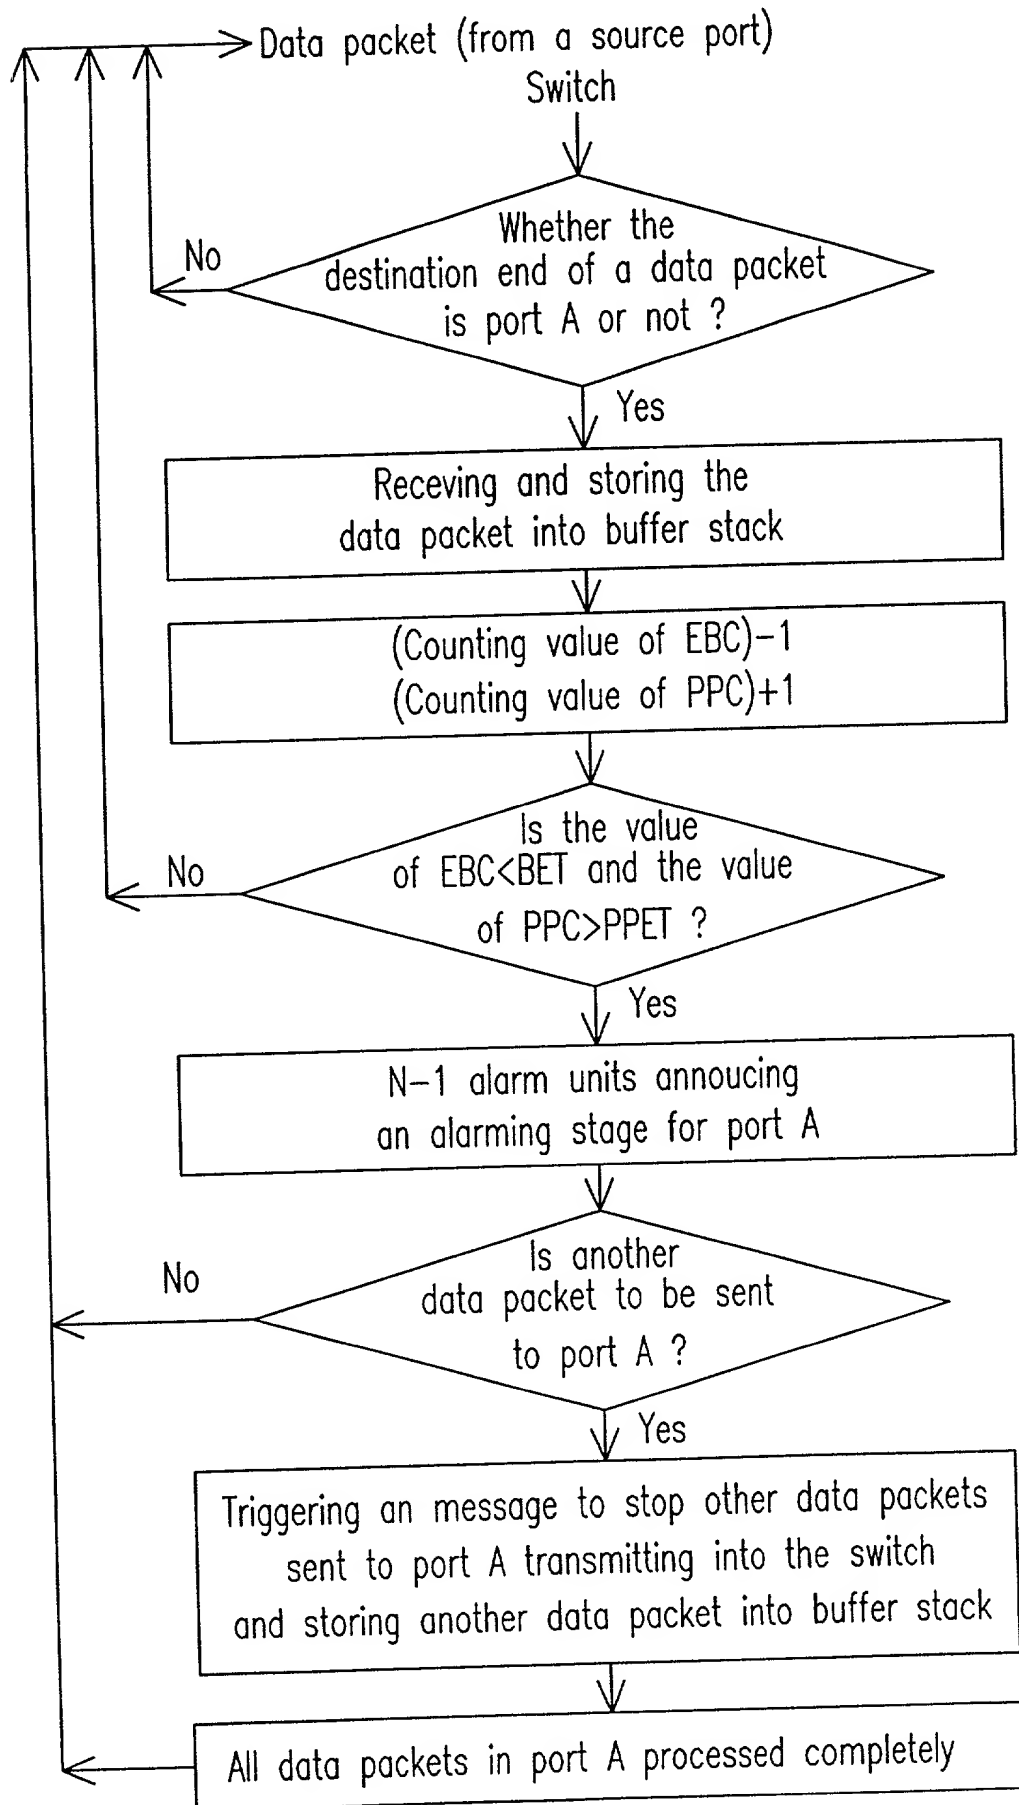 Data packet (from a source port)
Switch
Whether the
destination end of a data packet
is port A or not ?
No
Yes
Receving and storing the
data packet into buffer stack
(Counting value of EBC)-1
(Counting value of PPC)+1
Is the value
of EBC<BET and the value
of PPC>PPET ?
No
Yes
N-1 alarm units annoucing
an alarming stage for port A
Is another
data packet to be sent
to port A ?
No
Yes
Triggering an message to stop other data packets
sent to port A transmitting into the switch
and storing another data packet into buffer stack
All data packets in port A processed completely